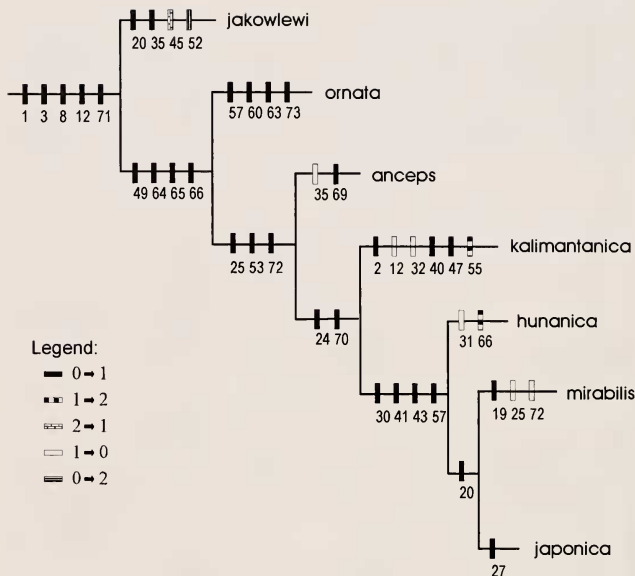 jakowlewi
20 35 45 52
1 3 8 12 71
ornata
57 60 63 73
49 64 65 66
anceps
35 69
25 53 72
kalimantanica
2 12 32 40 47 55
24 70
hunanica
31 66
Legend:
0➡1
1➡2
2➡1
1➡0
0➡2
30 41 43 57
mirabilis
19 25 72
20
japonica
27